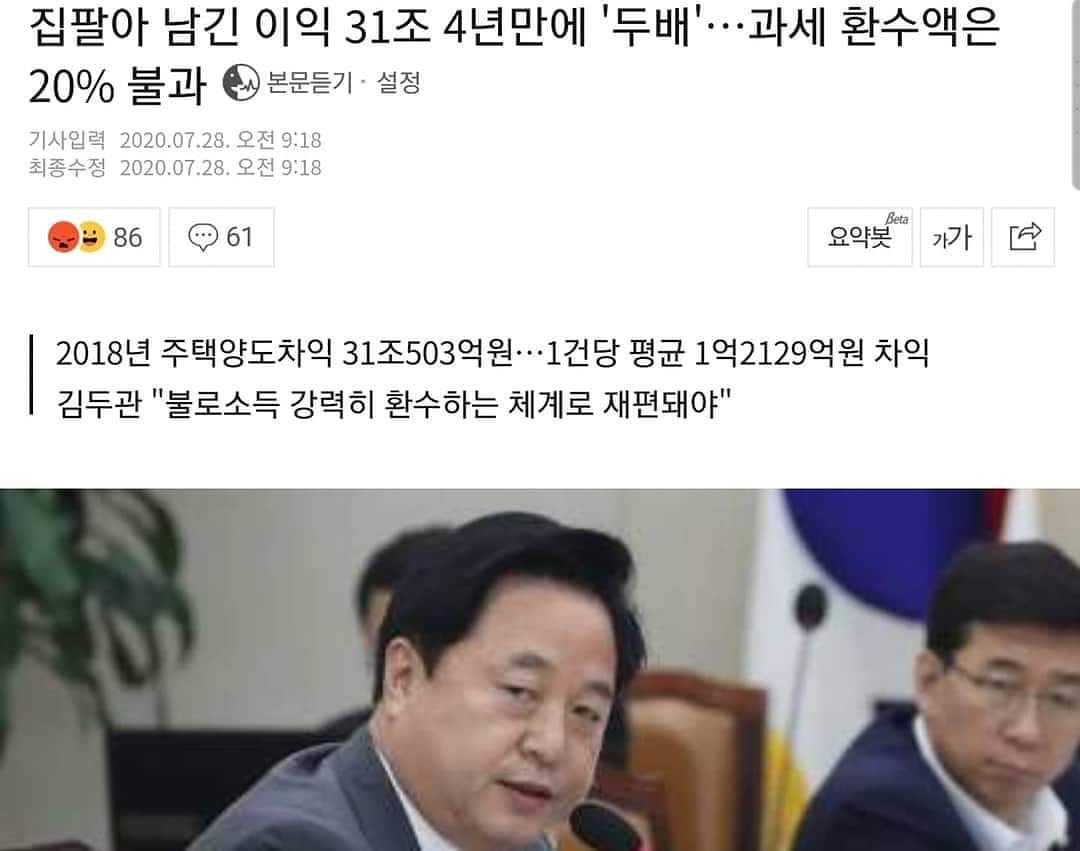 집팔아 남긴 이익 31조 4년만에 '두배'…과세 환수액은
20% 불과 본문듣기 · 설정
기사입력 2020.07.28. 오전 9:18
최종수정 2020.07.28. 오전 9:18
86 61 요약봇 Beta 가가
2018년 주택양도차익 31조503억원…1건당 평균 1억2129억원 차익
김두관 "불로소득 강력히 환수하는 체계로 재편돼야"